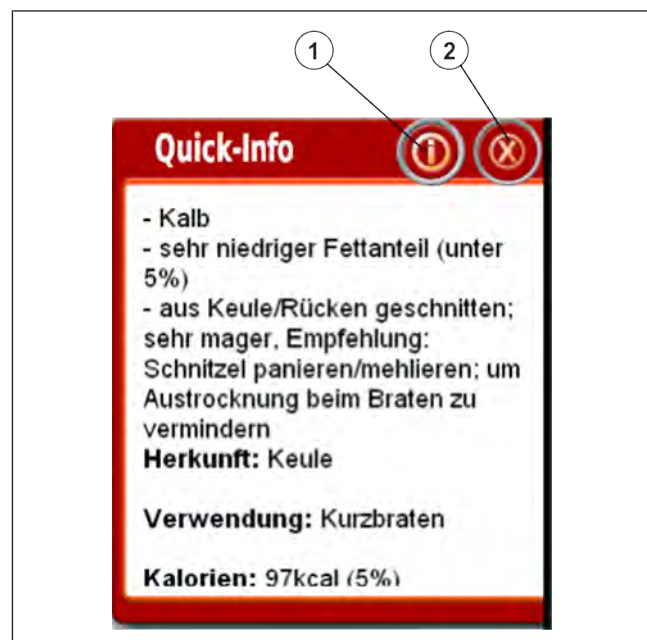 1 2
Quick-Info
- Kalb
- sehr niedriger Fettanteil (unter
5%)
- aus Keule/Rücken geschnitten;
sehr mager, Empfehlung:
Schnitzel panieren/mehlieren; um
Austrocknung beim Braten zu
vermindern
Herkunft: Keule
Verwendung: Kurzbraten
Kalorien: 97kcal (5%)